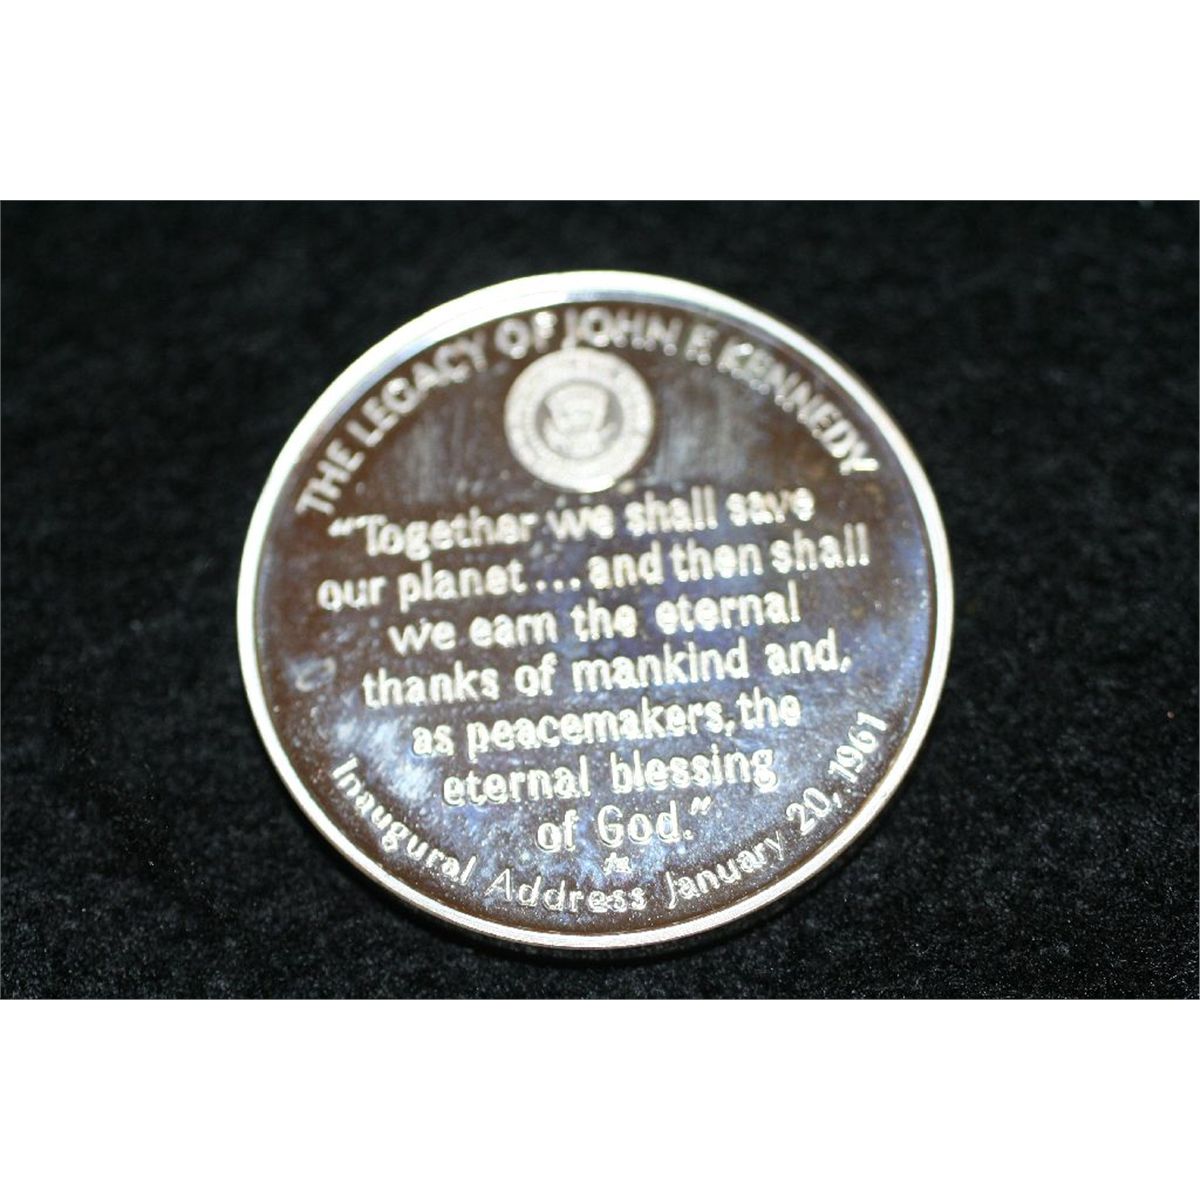 THE LEGACY OF JOHN F. KENNEDY
“Together we shall save
our planet...and then shall
we earn the eternal
thanks of mankind and,
as peacemakers, the
eternal blessing
of God.”
Inaugural Address January 20, 1961